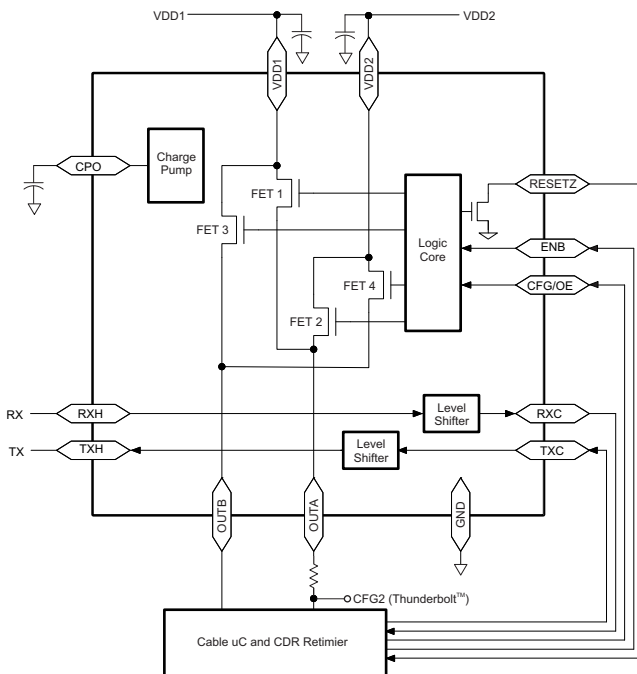 VDD1
VDD2
VDD1
VDD2
CPO
Charge
Pump
FET 1
RESETZ
FET 3
Logic
Core
ENB
FET 4
CFG/OE
FET 2
RX
RXH
Level
Shifter
RXC
TX
TXH
Level
Shifter
TXC
OUTB
OUTA
GND
CFG2 (Thunderbolt™)
Cable uC and CDR Retimier